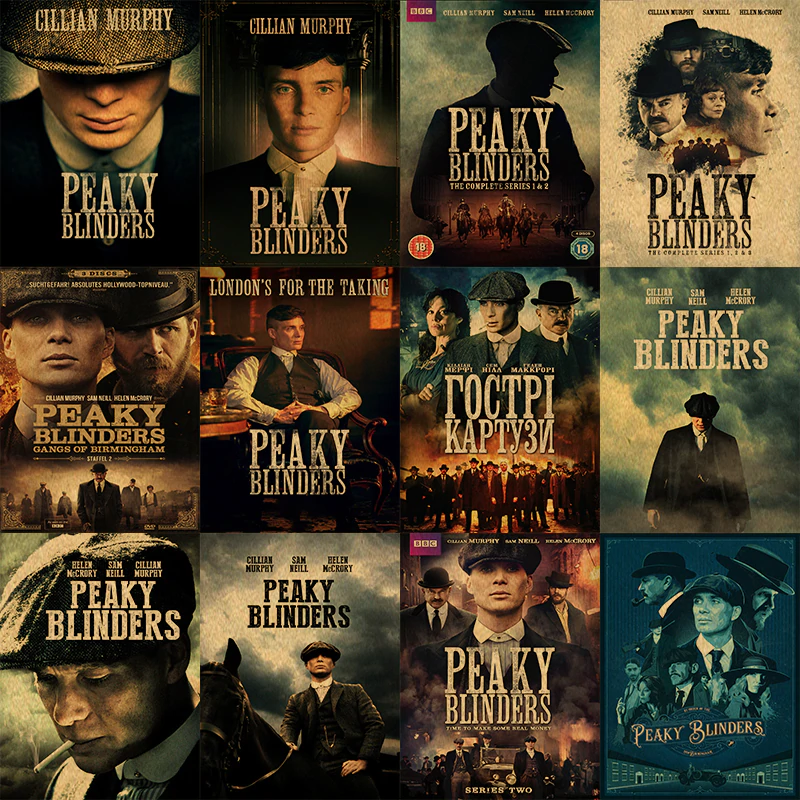 CILLIAN MURPHY
PEAKY
BLINDERS
CILLIAN MURPHY
PEAKY
BLINDERS
BBC
CILLIAN MURPHY SAM NEILL HELEN McCRORY
PEAKY
BLINDERS
THE COMPLETE SERIES 1 & 2
18
4 DISCS
18
CILLIAN MURPHY SAM NEILL HELEN McCRORY
PEAKY
BLINDERS
THE COMPLETE SERIES 1, 2 & 3
3 DISCS
„SUCHTGEFAHR! ABSOLUTES HOLLYWOOD-TOPNIVEAU.“
CILLIAN MURPHY SAM NEILL HELEN McCRORY
PEAKY
BLINDERS
GANGS OF BIRMINGHAM
STAFFEL 2
BBC
DVD
LONDON'S FOR THE TAKING
PEAKY
BLINDERS
КІЛЛІАН МЕРФІ
СЕМ НІЛЛ
МАККРОРІ
ГОСТРІ
КАРТУЗИ
CILLIAN MURPHY
SAM NEILL
HELEN McCRORY
PEAKY
BLINDERS
HELEN McCRORY
SAM NEILL
CILLIAN MURPHY
PEAKY
BLINDERS
CILLIAN MURPHY
SAM NEILL
HELEN McCRORY
PEAKY
BLINDERS
BBC
CILLIAN MURPHY SAM NEILL HELEN McCRORY
PEAKY
BLINDERS
TIME TO MAKE SOME REAL MONEY
SERIES TWO
PEAKY BLINDERS